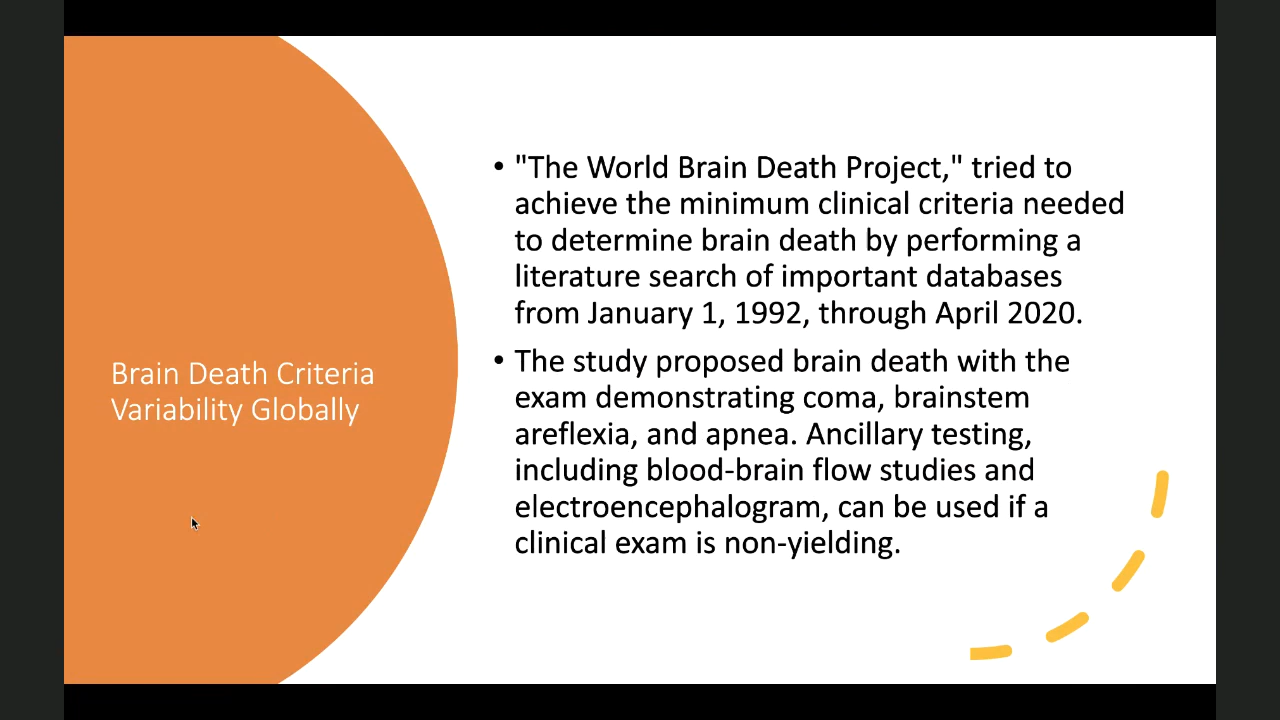 Brain Death Criteria
Variability Globally
• "The World Brain Death Project," tried to
achieve the minimum clinical criteria needed
to determine brain death by performing a
literature search of important databases
from January 1, 1992, through April 2020.
• The study proposed brain death with the
exam demonstrating coma, brainstem
areflexia, and apnea. Ancillary testing,
including blood-brain flow studies and
electroencephalogram, can be used if a
clinical exam is non-yielding.